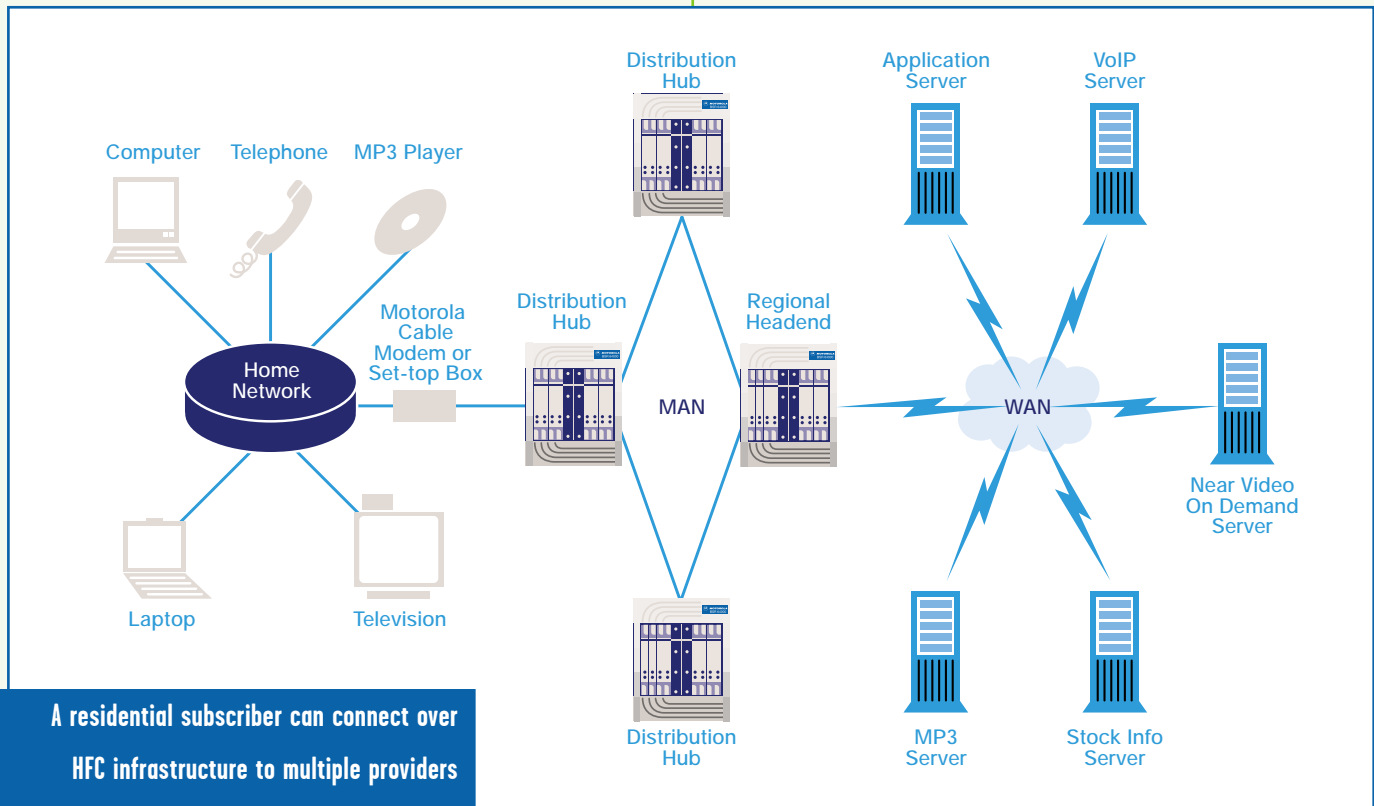 Distribution
Hub
Application
Server
VoIP
Server
Computer
Telephone
MP3 Player
Distribution
Hub
Motorola
Cable
Modem or
Set-top Box
Regional
Headend
Home
Network
MAN
WAN
Near Video
On Demand
Server
Laptop
Television
Distribution
Hub
MP3
Server
Stock Info
Server
A residential subscriber can connect over
HFC infrastructure to multiple providers